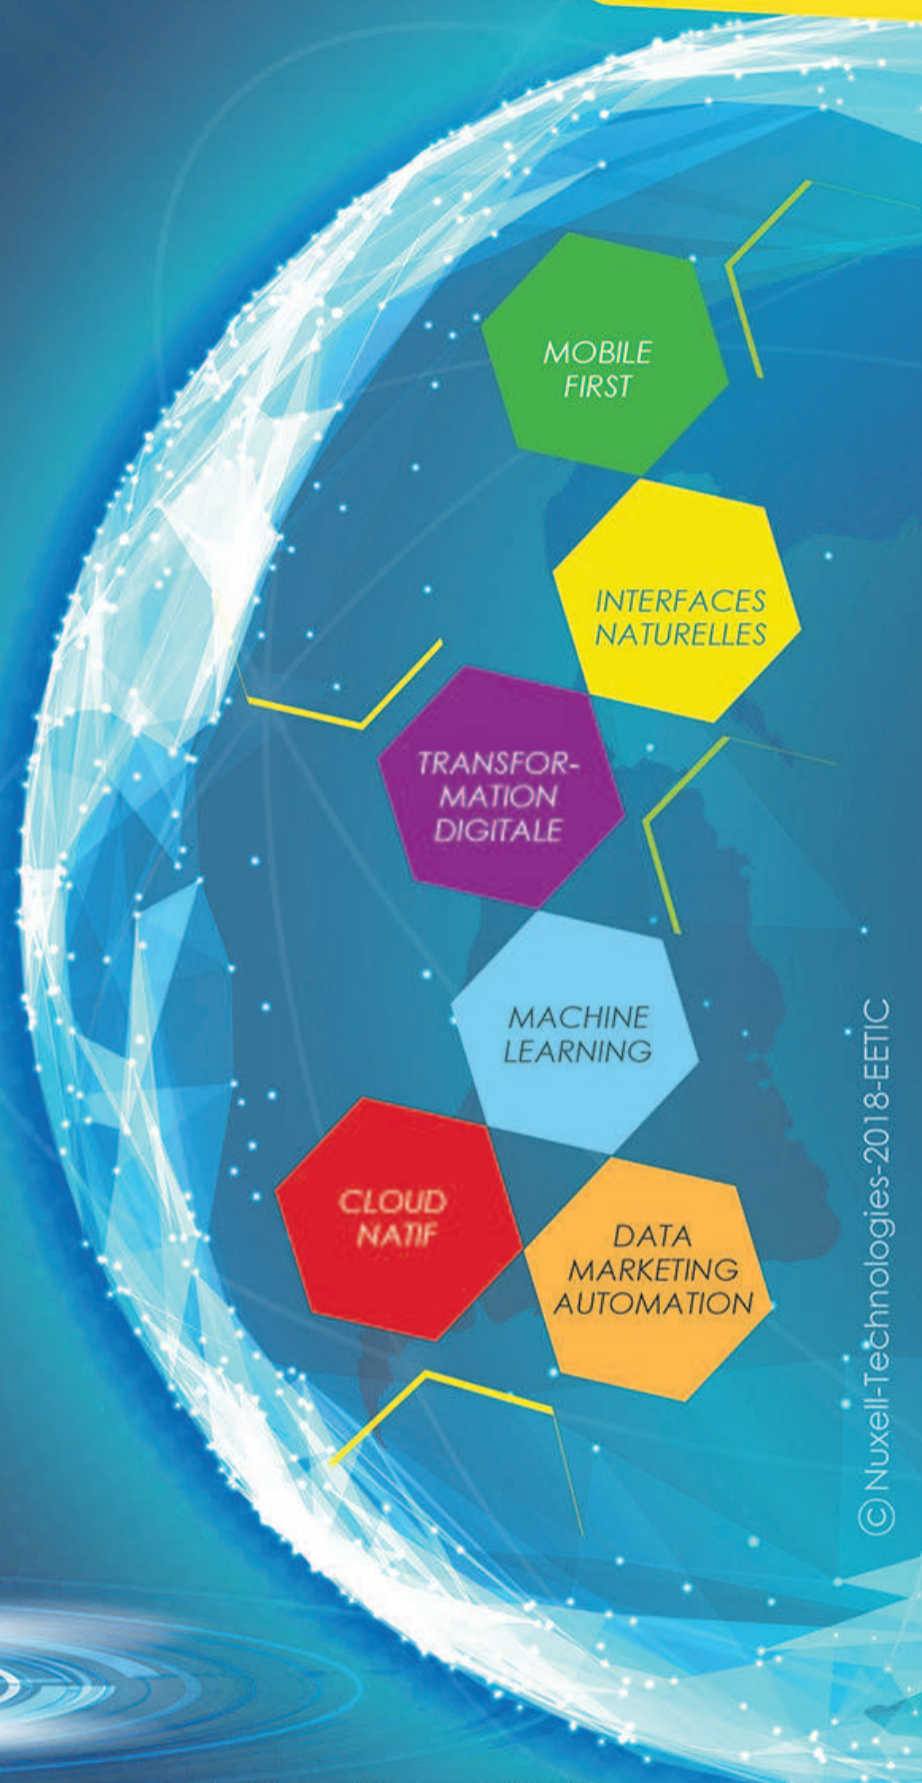 MOBILE
FIRST
INTERFACES
NATURELLES
TRANSFOR-
MATION
DIGITALE
MACHINE
LEARNING
CLOUD
NATIF
DATA
MARKETING
AUTOMATION
© Nuxell-Technologies-2018-EETIC